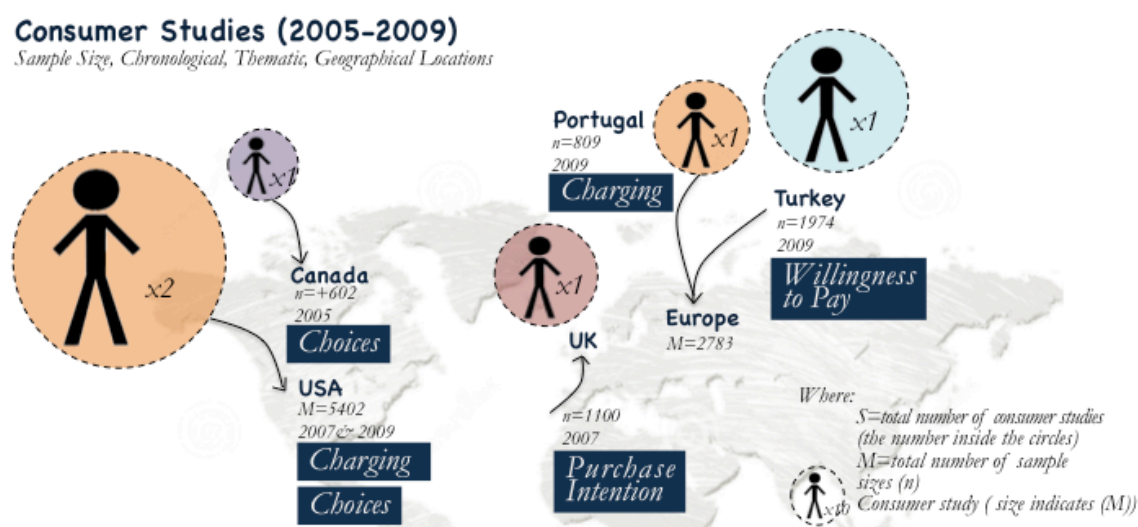 Consumer Studies (2005-2009)
Sample Size, Chronological, Thematic, Geographical Locations
x2
x1
Canada
n=+602
2005
Choices
USA
M=5402
2007& 2009
Charging
Choices
Portugal
n=809
2009
Charging
x1
x1
Turkey
n=1974
2009
Willingness
to Pay
x1
UK
n=1100
2007
Purchase
Intention
Europe
M=2783
Where:
S=total number of consumer studies
(the number inside the circles)
M=total number of sample
sizes (n)
x10
Consumer study ( size indicates (M))